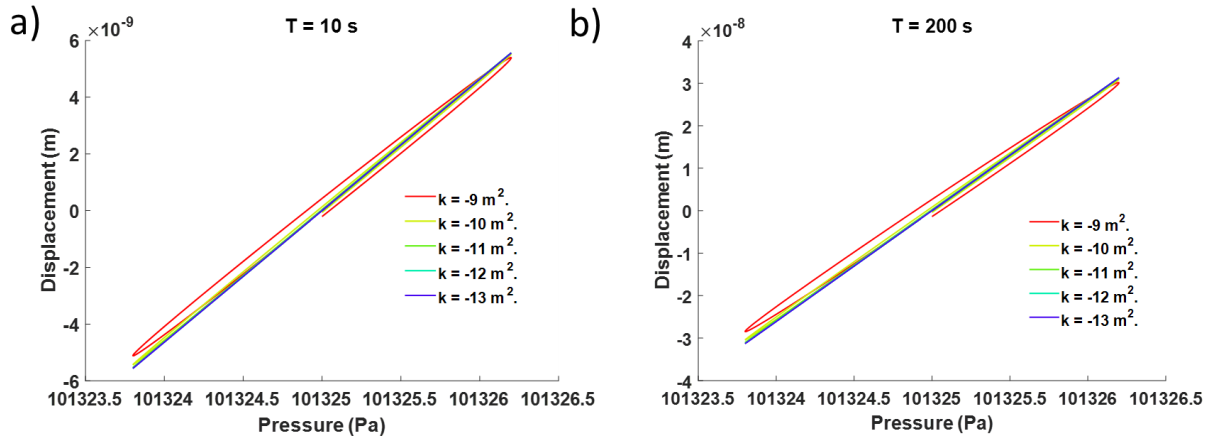 a)
T = 10 s
×10⁻⁹
6
4
2
0
-2
-4
-6
Displacement (m)
k = -9 m².
k = -10 m².
k = -11 m².
k = -12 m².
k = -13 m².
101323.5 101324 101324.5 101325 101325.5 101326 101326.5
Pressure (Pa)
b)
T = 200 s
×10⁻⁸
4
3
2
1
0
-1
-2
-3
-4
Displacement (m)
k = -9 m².
k = -10 m².
k = -11 m².
k = -12 m².
k = -13 m².
101323.5 101324 101324.5 101325 101325.5 101326 101326.5
Pressure (Pa)